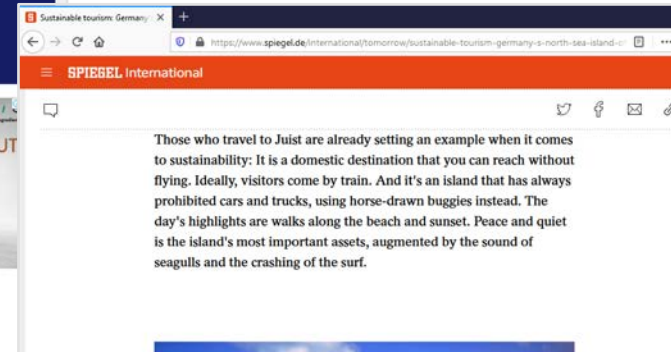 Sustainable tourism: Germany
https://www.spiegel.de/international/tomorrow/sustainable-tourism-germany-s-north-sea-island-o
SPIEGEL International
UT
Those who travel to Juist are already setting an example when it comes
to sustainability: It is a domestic destination that you can reach without
flying. Ideally, visitors come by train. And it's an island that has always
prohibited cars and trucks, using horse-drawn buggies instead. The
day's highlights are walks along the beach and sunset. Peace and quiet
is the island's most important assets, augmented by the sound of
seagulls and the crashing of the surf.